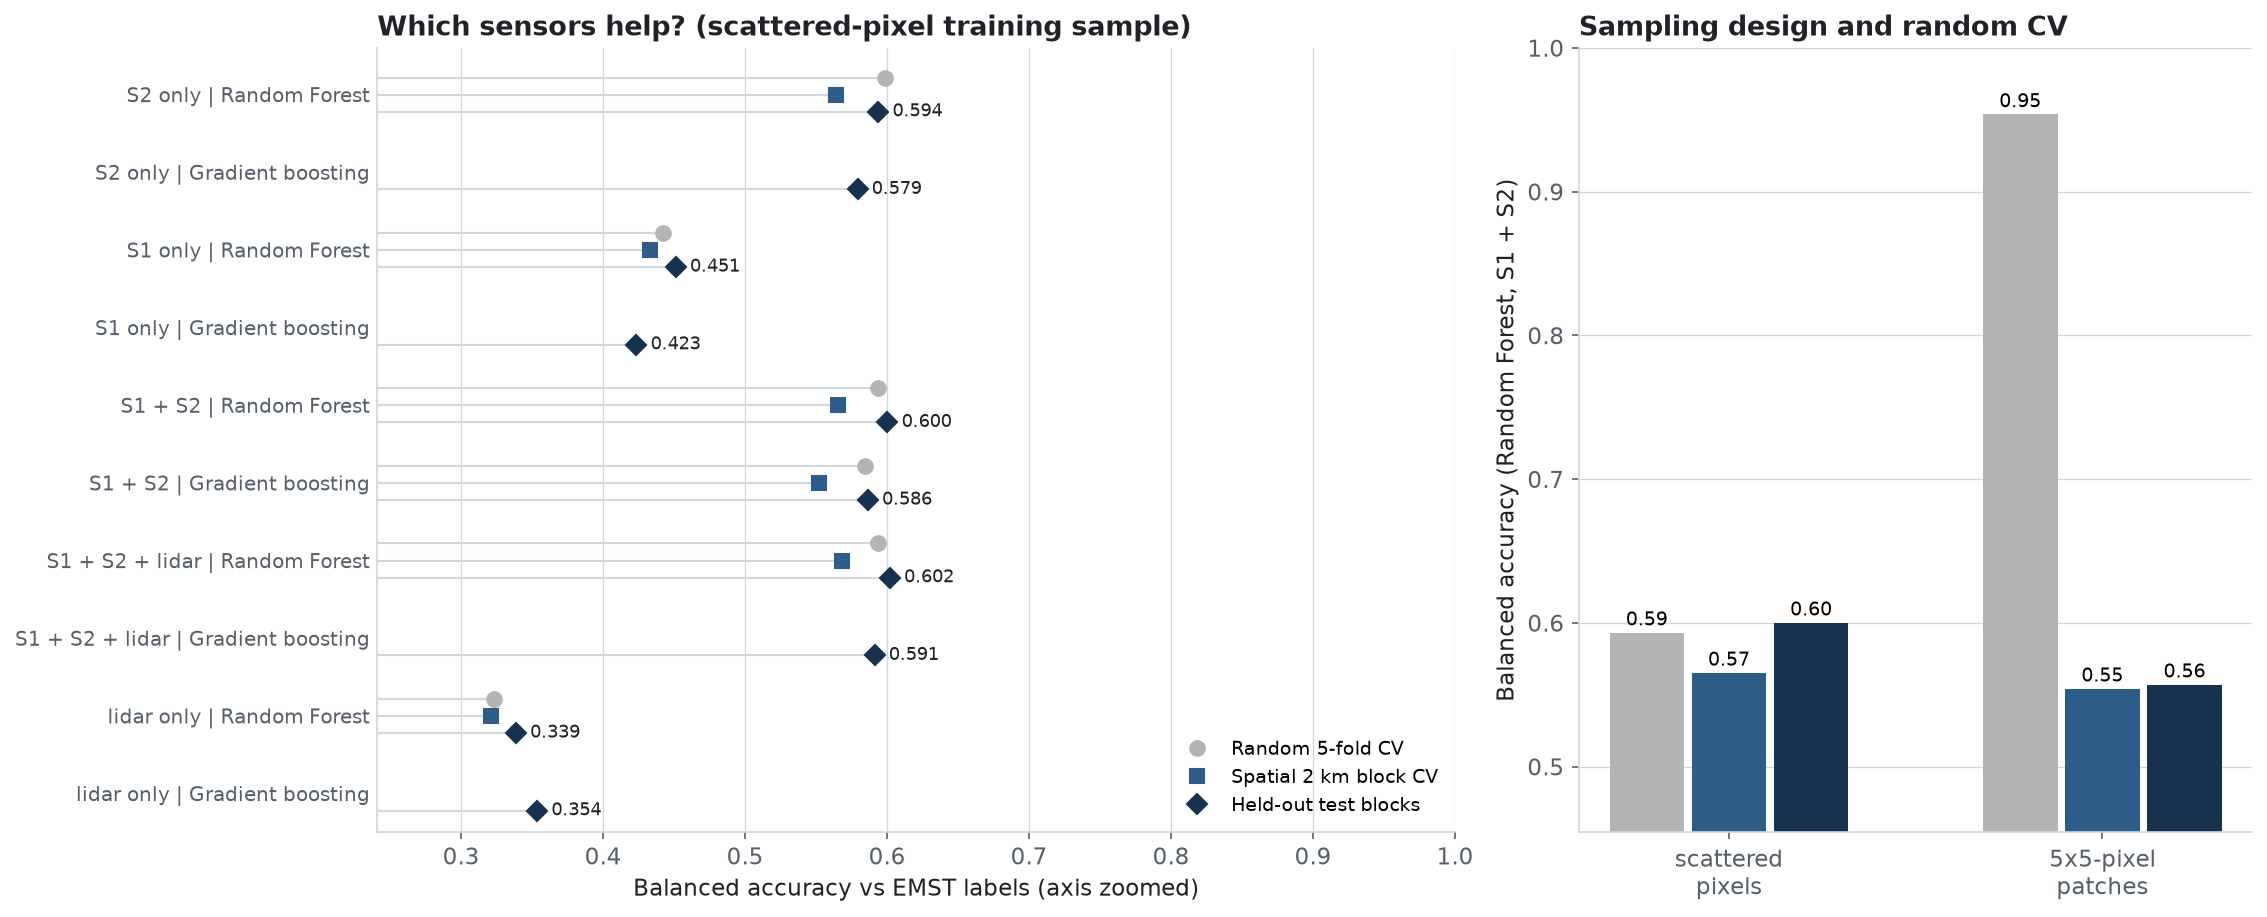 Which sensors help? (scattered-pixel training sample)
S2 only | Random Forest
0.594
S2 only | Gradient boosting
0.579
S1 only | Random Forest
0.451
S1 only | Gradient boosting
0.423
S1 + S2 | Random Forest
0.600
S1 + S2 | Gradient boosting
0.586
S1 + S2 + lidar | Random Forest
0.602
S1 + S2 + lidar | Gradient boosting
0.591
lidar only | Random Forest
0.339
lidar only | Gradient boosting
0.354
Random 5-fold CV
Spatial 2 km block CV
Held-out test blocks
0.3 0.4 0.5 0.6 0.7 0.8 0.9 1.0
Balanced accuracy vs EMST labels (axis zoomed)
Sampling design and random CV
Balanced accuracy (Random Forest, S1 + S2)
1.0
0.9
0.8
0.7
0.6
0.5
0.59
0.57
0.60
0.95
0.55
0.56
scattered
pixels
5x5-pixel
patches